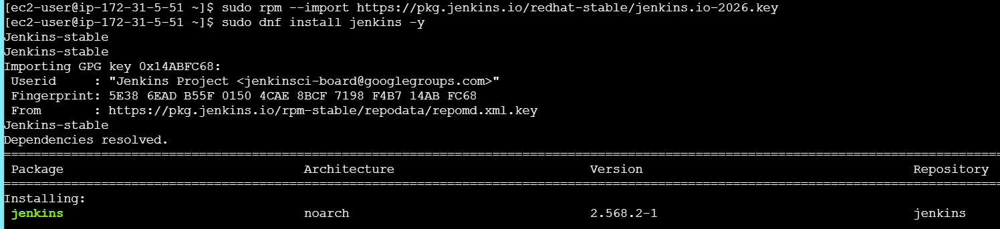 [ec2-user@ip-172-31-5-51 ~]$ sudo rpm --import https://pkg.jenkins.io/redhat-stable/jenkins.io-2026.key
[ec2-user@ip-172-31-5-51 ~]$ sudo dnf install jenkins -y
Jenkins-stable
Jenkins-stable
Importing GPG key 0x14ABFC68:
 Userid     : "Jenkins Project <jenkinsci-board@googlegroups.com>"
 Fingerprint: 5E38 6EAD B55F 0150 4CAE 8BCF 7198 F4B7 14AB FC68
 From       : https://pkg.jenkins.io/rpm-stable/repodata/repomd.xml.key
Jenkins-stable
Dependencies resolved.
 Package Architecture Version Repository
Installing:
 jenkins noarch 2.568.2-1 jenkins